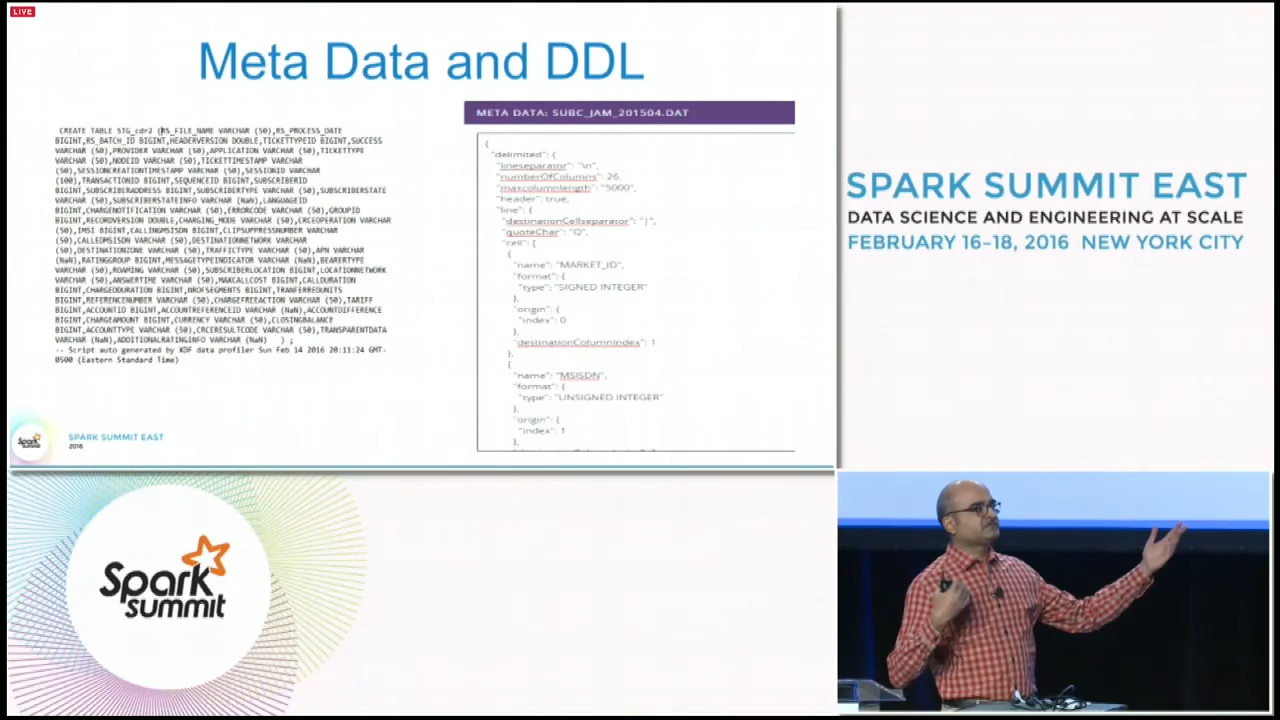 LIVE
Meta Data and DDL
CREATE TABLE STG_cdr2 (RS_FILE_NAME VARCHAR (50),RS_PROCESS_DATE
BIGINT,RS_BATCH_ID BIGINT,HEADERVERSION DOUBLE,TICKETTYPEID BIGINT,SUCCESS
VARCHAR (50),PROVIDER VARCHAR (50),APPLICATION VARCHAR (50),TICKETTYPE
VARCHAR (50),NODEID VARCHAR (50),TICKETTIMESTAMP VARCHAR
(50),SESSIONCREATIONTIMESTAMP VARCHAR (50),SESSIONID VARCHAR
(100),TRANSACTIONID BIGINT,SEQUENCEID BIGINT,SUBSCRIBERID
BIGINT,SUBSCRIBERADDRESS BIGINT,SUBSCRIBERTYPE VARCHAR (50),SUBSCRIBERSTATE
VARCHAR (50),SUBSCRIBERSTATEINFO VARCHAR (NaN),LANGUAGEID
BIGINT,CHARGENOTIFICATION VARCHAR (50),ERRORCODE VARCHAR (50),GROUPID
BIGINT,RECORDVERSION DOUBLE,CHARGING_MODE VARCHAR (50),CRCEOPERATION VARCHAR
(50),IMSI BIGINT,CALLINGMSISDN BIGINT,CLIPSUPPRESSNUMBER VARCHAR
(50),CALLEDMSISDN VARCHAR (50),DESTINATIONNETWORK VARCHAR
(50),DESTINATIONZONE VARCHAR (50),TRAFFICTYPE VARCHAR (50),APN VARCHAR
(NaN),RATINGGROUP BIGINT,MESSAGETYPEINDICATOR VARCHAR (NaN),BEARERTYPE
VARCHAR (50),ROAMING VARCHAR (50),SUBSCRIBERLOCATION BIGINT,LOCATIONNETWORK
VARCHAR (50),ANSWERTIME VARCHAR (50),MAXCALLCOST BIGINT,CALLDURATION
BIGINT,CHARGEDDURATION BIGINT,NROFSEGMENTS BIGINT,TRANFERREDUNITS
BIGINT,REFERENCENUMBER VARCHAR (50),CHARGEFREEACTION VARCHAR (50),TARIFF
BIGINT,ACCOUNTID BIGINT,ACCOUNTREFERENCEID VARCHAR (NaN),ACCOUNTDIFFERENCE
BIGINT,CHARGEAMOUNT BIGINT,CURRENCY VARCHAR (50),CLOSINGBALANCE
BIGINT,ACCOUNTTYPE VARCHAR (50),CRCERESULTCODE VARCHAR (50),TRANSPARENTDATA
VARCHAR (NaN),ADDITIONALRATINGINFO VARCHAR (NaN) ) ;
-- Script auto generated by XDF data profiler Sun Feb 14 2016 20:11:24 GMT-
0500 (Eastern Standard Time)
META DATA: SUBC_JAM_201504.DAT
{
"delimited": {
"lineseparator": "\n",
"numberOfColumns": 26,
"maxcolumnlength": "5000",
"header": true,
"line": {
"destinationCellseparator": "|",
"quoteChar": "Q",
"cell": [
{
"name": "MARKET_ID",
"format": {
"type": "SIGNED INTEGER"
},
"origin": {
"index": 0
},
"destinationColumnIndex": 1
},
{
"name": "MSISDN",
"format": {
"type": "UNSIGNED INTEGER"
},
"origin": {
"index": 1
},
Spark Summit
SPARK SUMMIT EAST
2016
SPARK SUMMIT EAST
DATA SCIENCE AND ENGINEERING AT SCALE
FEBRUARY 16-18, 2016 NEW YORK CITY
Spark
Summit